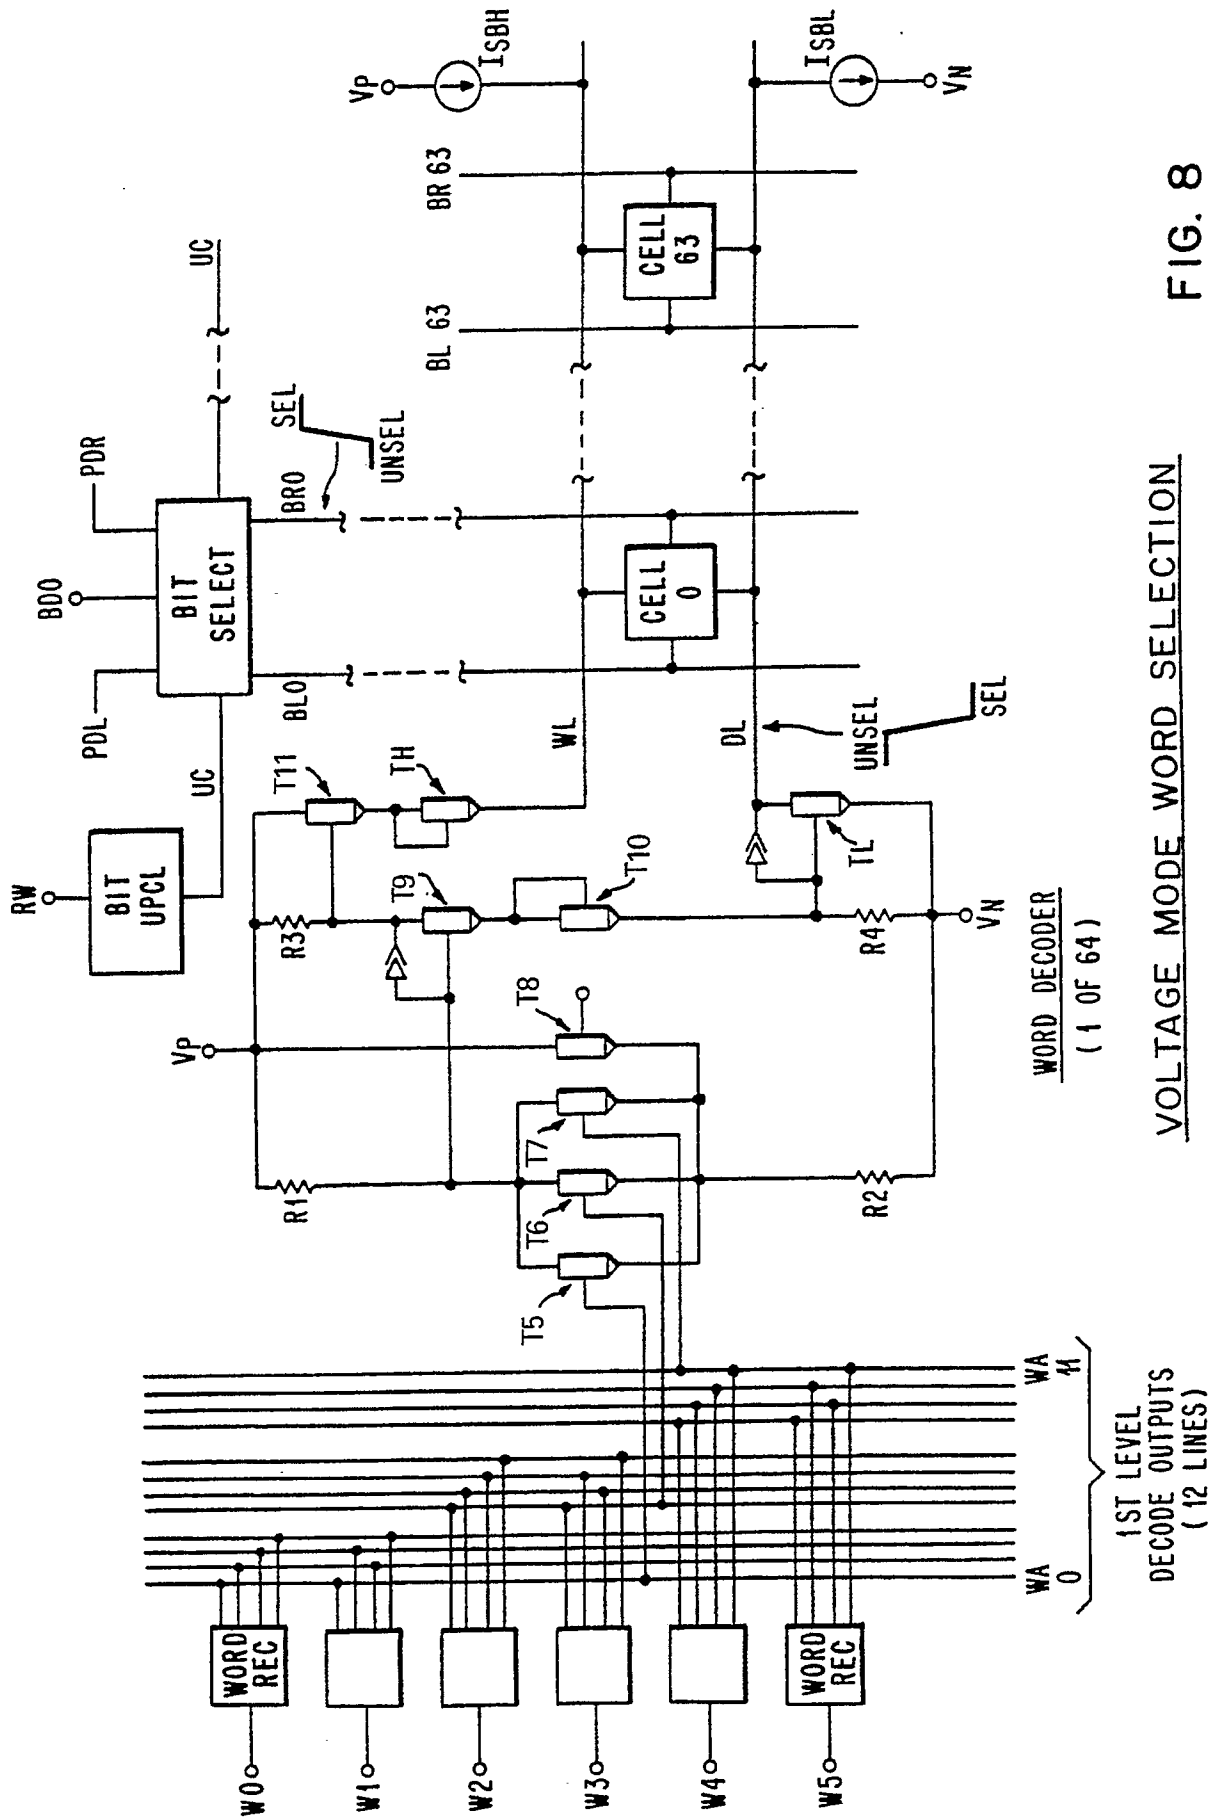 RW
BIT
UPCL
UC
PDL
BDO
PDR
BIT
SELECT
UC
BLO
BRO
SEL
UNSEL
BL 63
BR 63
VP
ISBH
VP
R1
R3
T11
TH
T9
T10
T8
T7
T6
T5
WL
CELL
0
CELL
63
DL
UNSEL
SEL
TL
R4
R2
VN
ISBL
VN
W0
W1
W2
W3
W4
W5
WORD
REC
WORD
REC
WA
0
WA
11
1ST LEVEL
DECODE OUTPUTS
( 12 LINES)
WORD DECODER
( 1 OF 64)
VOLTAGE MODE WORD SELECTION
FIG. 8